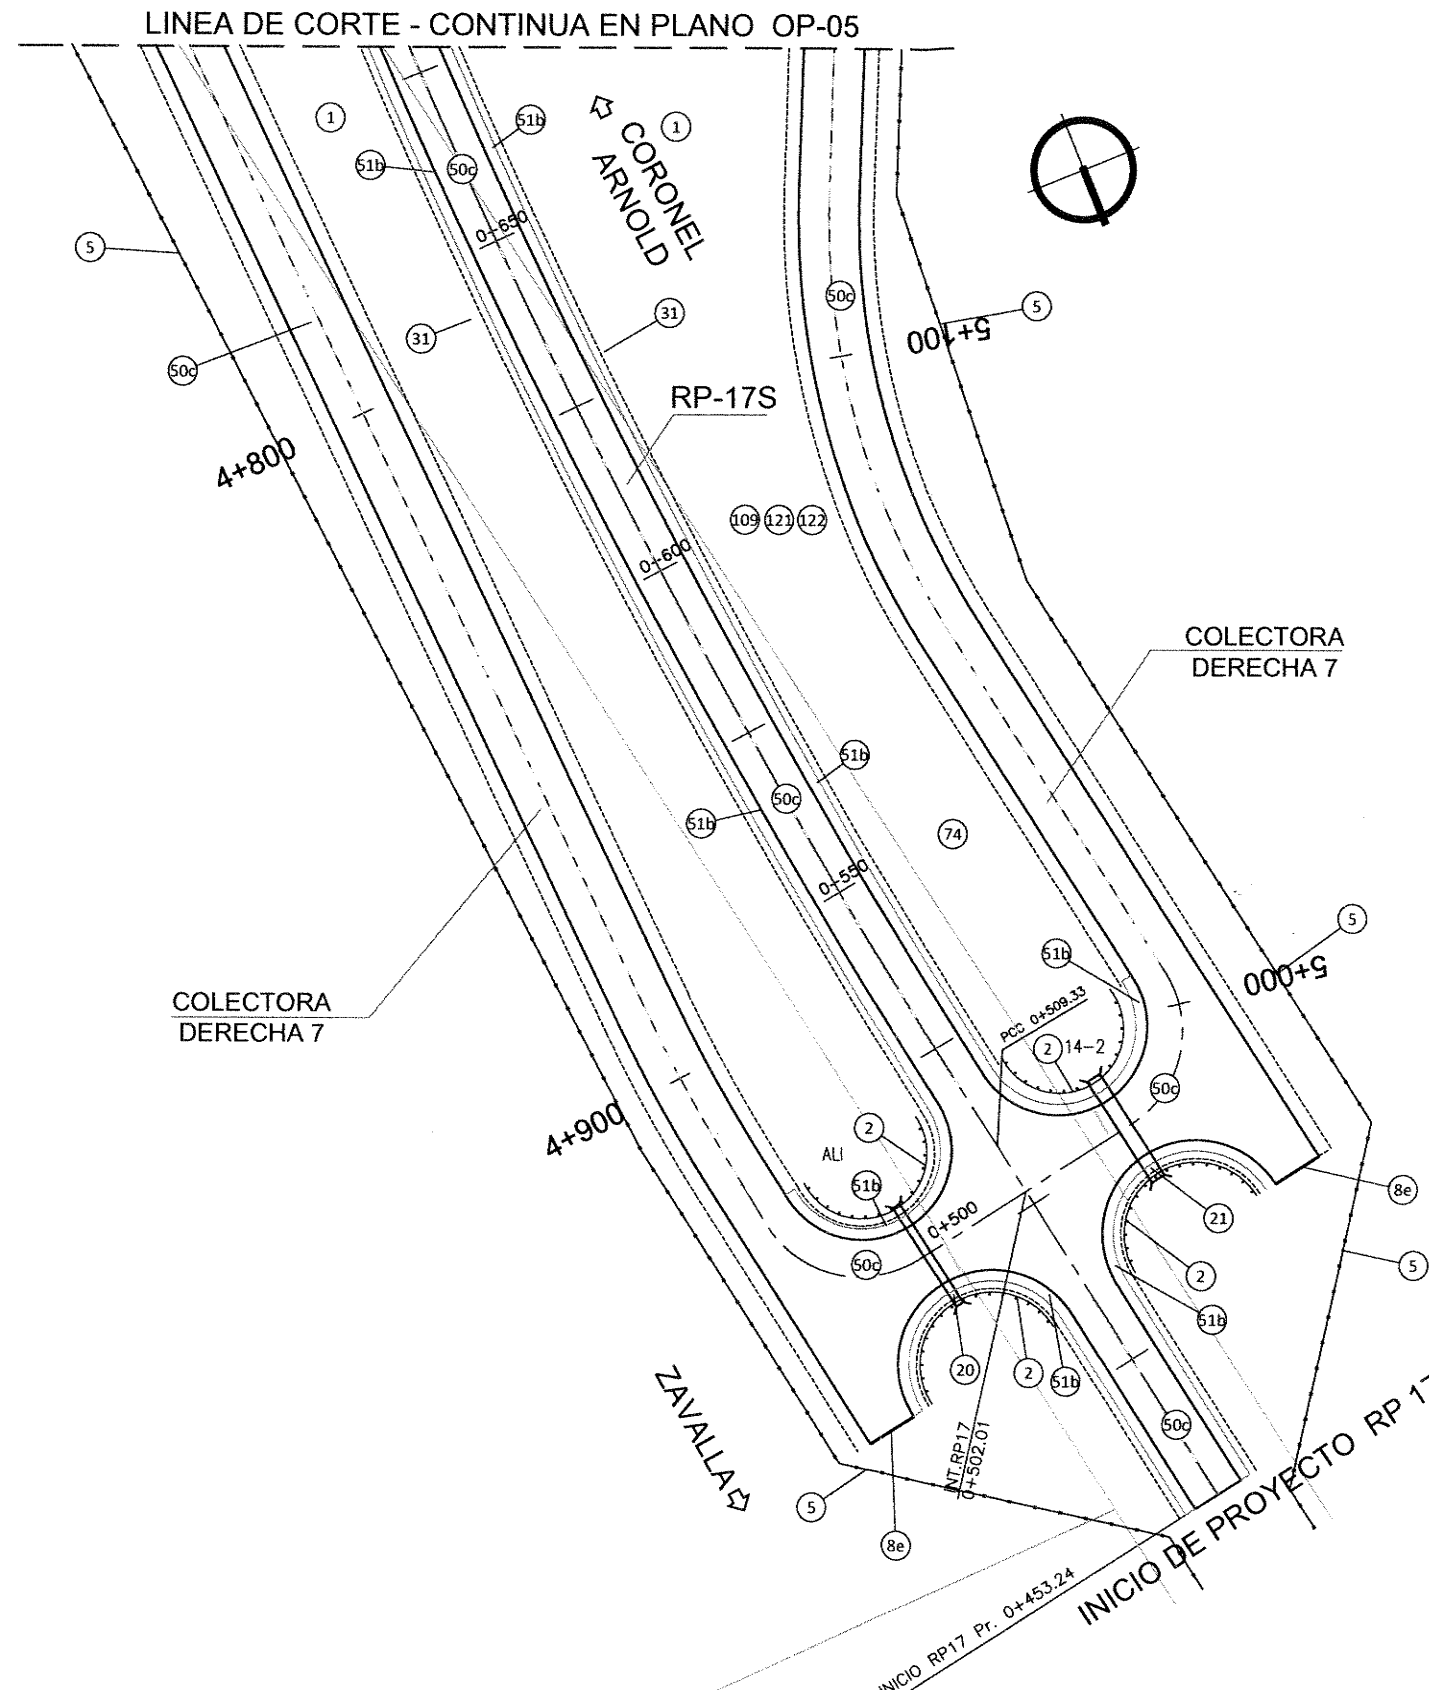 LINEA DE CORTE - CONTINUA EN PLANO OP-05
1
51b
1
51b
50c
CORONEL
ARNOLD
0+650
5
50c
5
5+100
31
31
50c
RP-17S
4+800
109 121 122
0+600
COLECTORA
DERECHA 7
51b
50c
51b
74
0+550
5
51b
5+000
COLECTORA
DERECHA 7
PCC 0+509.33
2
14-2
50c
4+900
2
ALI
51b
8e
21
0+500
50c
2
5
51b
20
2
51b
ZAVALLA
50c
INT.RP17
0+502.01
5
8e
INICIO DE PROYECTO RP
INICIO RP17 Pr. 0+453.24